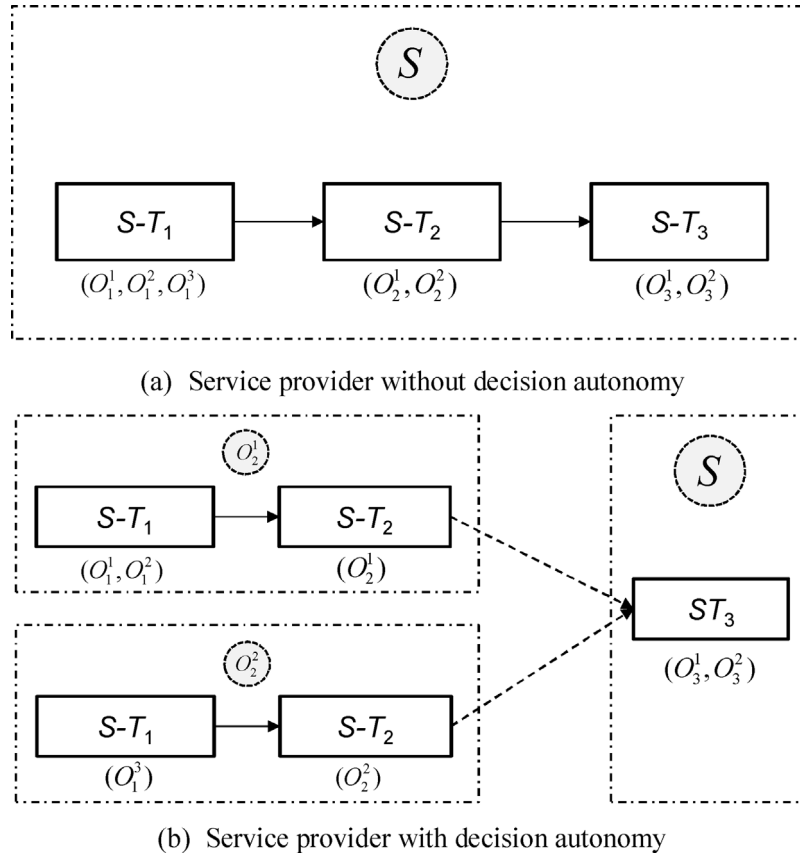 S
S-T₁ S-T₂ S-T₃
(O₁¹, O₁², O₁³) (O₂¹, O₂²) (O₃¹, O₃²)
(a) Service provider without decision autonomy
O₂¹
S-T₁ S-T₂
(O₁¹, O₁²) (O₂¹)
O₂²
S-T₁ S-T₂
(O₁³) (O₂²)
S
ST₃
(O₃¹, O₃²)
(b) Service provider with decision autonomy